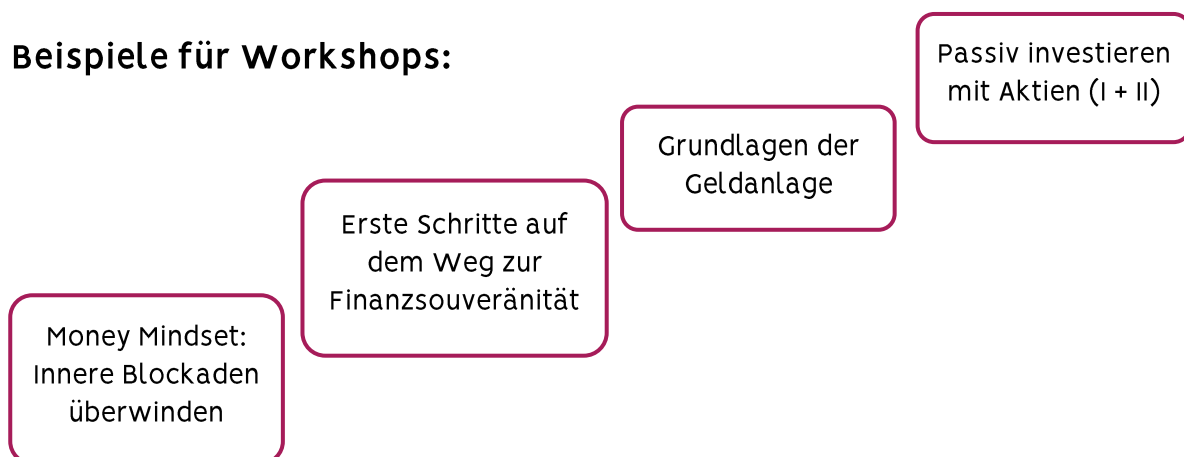 Beispiele für Workshops:
Passiv investieren
mit Aktien (I + II)
Grundlagen der
Geldanlage
Erste Schritte auf
dem Weg zur
Finanzsouveränität
Money Mindset:
Innere Blockaden
überwinden